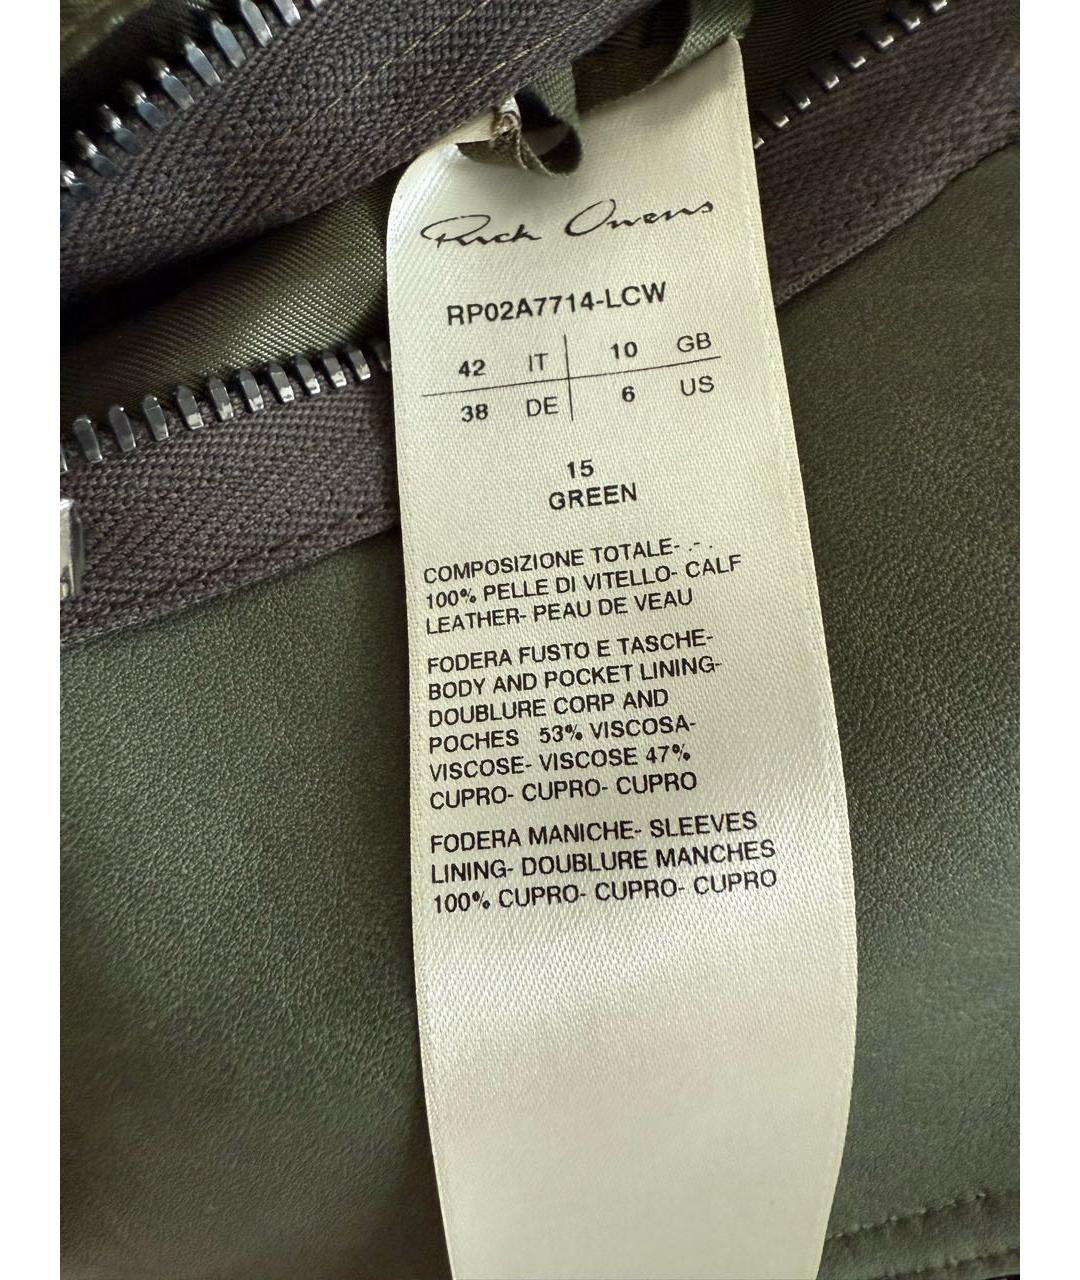 Rick Owens
RP02A7714-LCW
42 IT 10 GB
38 DE 6 US
15
GREEN
COMPOSIZIONE TOTALE- .- .
100% PELLE DI VITELLO- CALF
LEATHER- PEAU DE VEAU
FODERA FUSTO E TASCHE-
BODY AND POCKET LINING-
DOUBLURE CORP AND
POCHES 53% VISCOSA-
VISCOSE- VISCOSE 47%
CUPRO- CUPRO- CUPRO
FODERA MANICHE- SLEEVES
LINING- DOUBLURE MANCHES
100% CUPRO- CUPRO- CUPRO